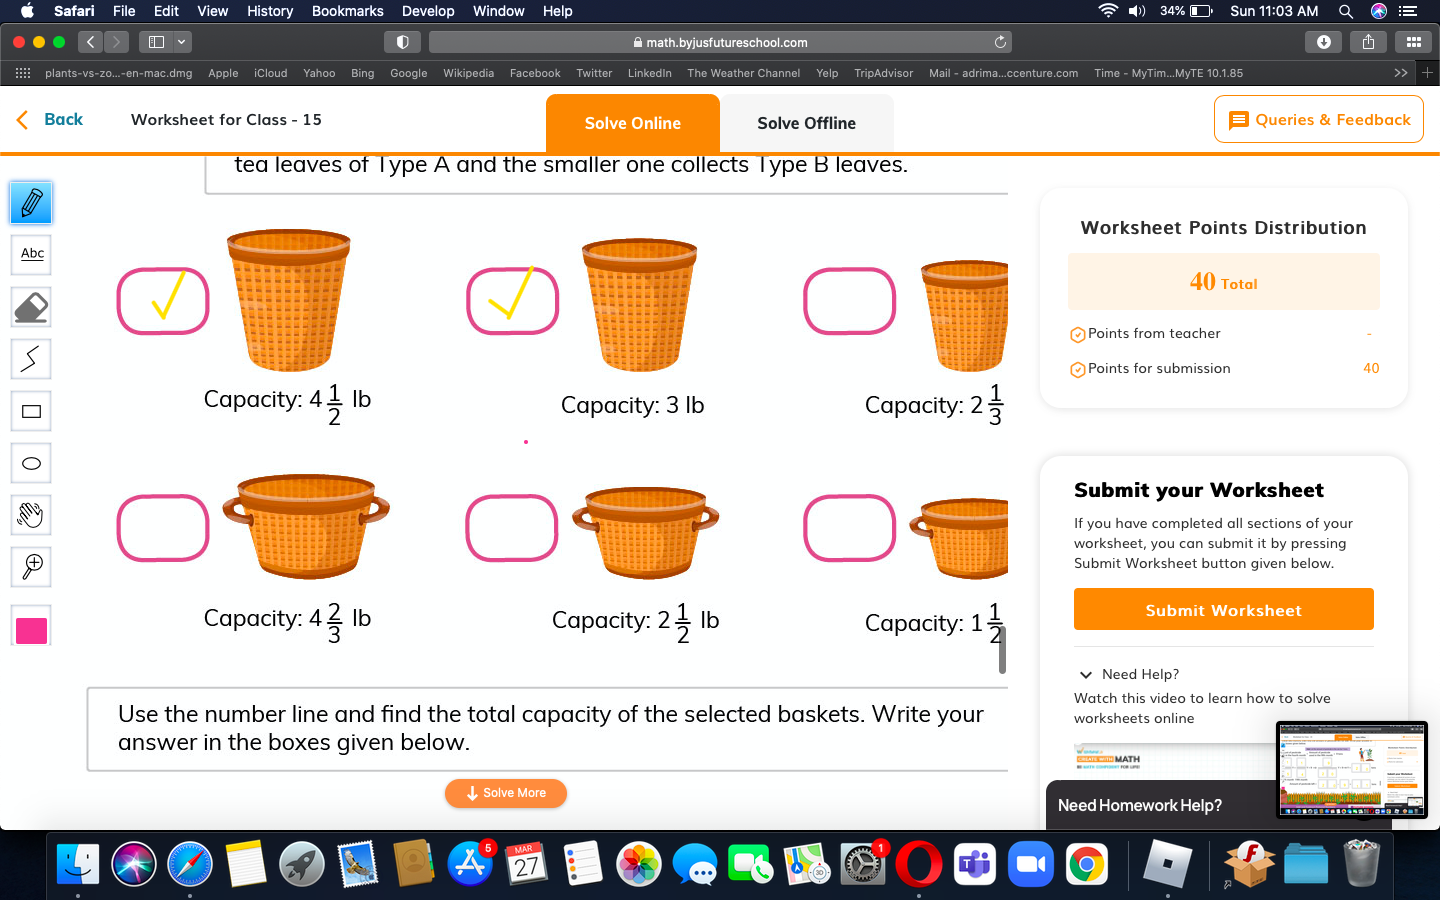 Safari File Edit View History Bookmarks Develop Window Help 34% Sun 11:03 AM
math.byjusfutureschool.com
plants-vs-zo...-en-mac.dmg Apple iCloud Yahoo Bing Google Wikipedia Facebook Twitter LinkedIn The Weather Channel Yelp TripAdvisor Mail - adrima...ccenture.com Time - MyTim...MyTE 10.1.85 >> +
Back Worksheet for Class - 15 Solve Online Solve Offline Queries & Feedback
tea leaves of Type A and the smaller one collects Type B leaves.
Abc
Capacity: 4 1/2 lb Capacity: 3 lb Capacity: 2 1/3
Capacity: 4 2/3 lb Capacity: 2 1/2 lb Capacity: 1 1/2
Use the number line and find the total capacity of the selected baskets. Write your
answer in the boxes given below.
Solve More
Worksheet Points Distribution
40 Total
Points from teacher -
Points for submission 40
Submit your Worksheet
If you have completed all sections of your
worksheet, you can submit it by pressing
Submit Worksheet button given below.
Submit Worksheet
Need Help?
Watch this video to learn how to solve
worksheets online
CREATE WITH MATH
Need Homework Help?
5 MAR 27 3D 1